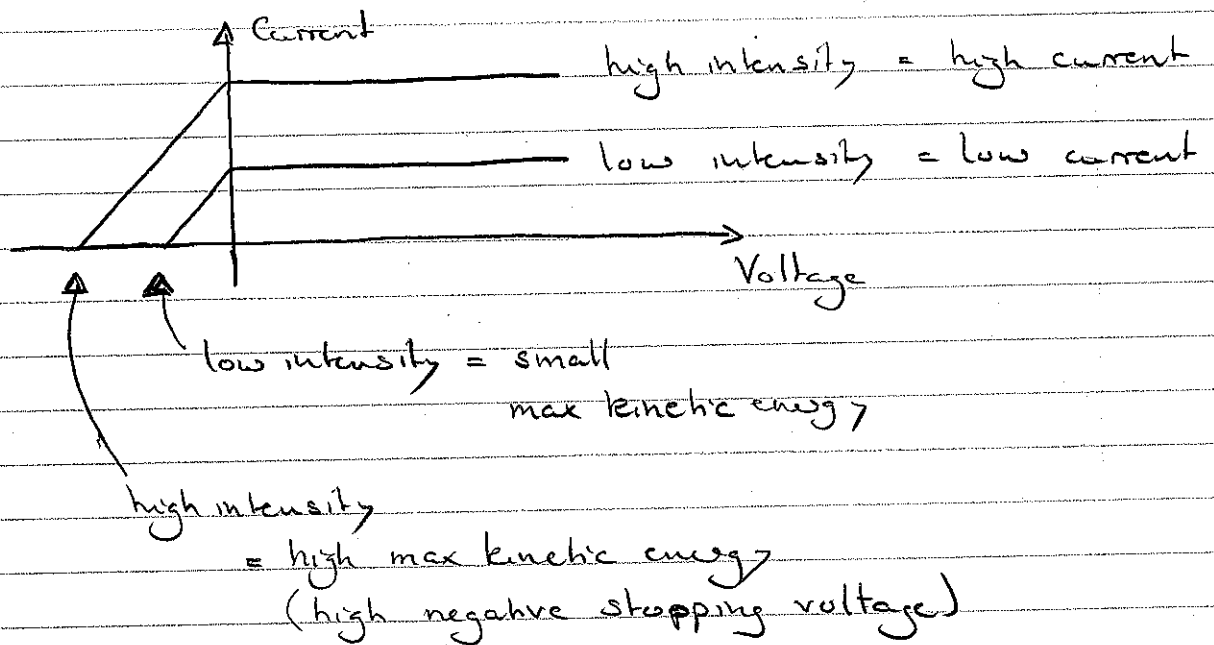 Current
high intensity = high current
low intensity = low current
Voltage
low intensity = small
max kinetic energy
high intensity
= high max kinetic energy
(high negative stopping voltage)